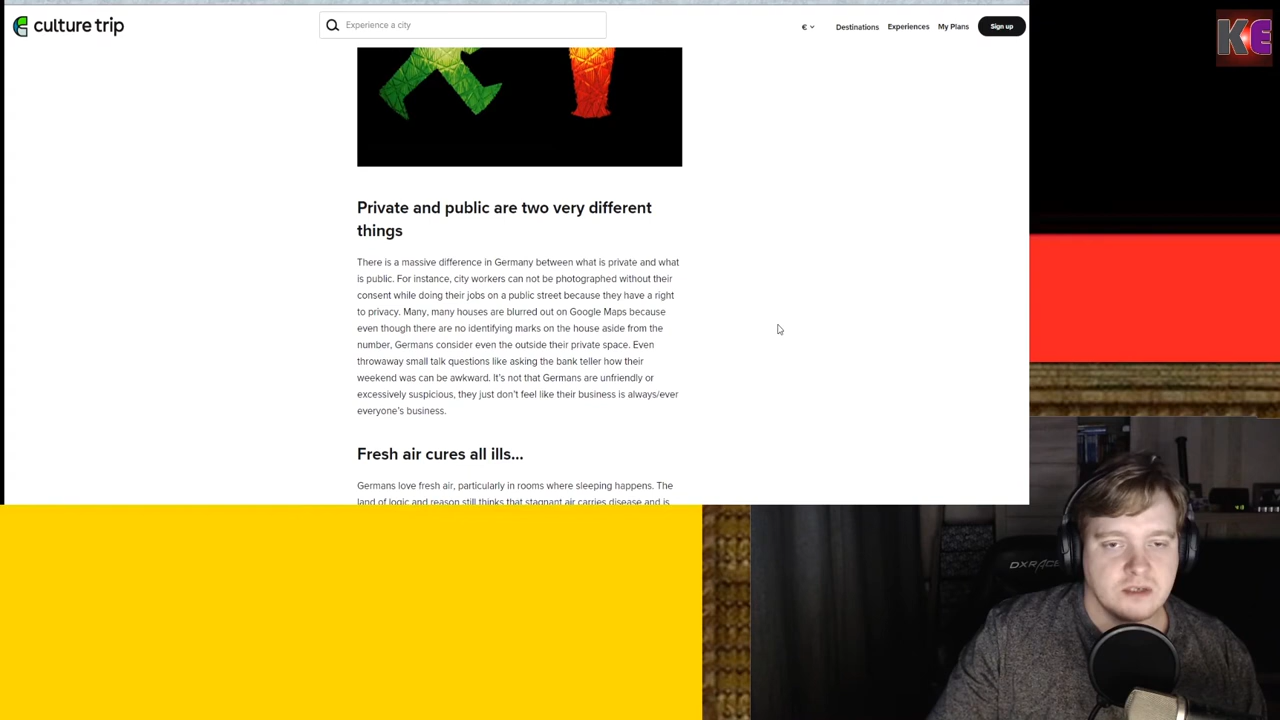 culture trip
Experience a city
€
Destinations
Experiences
My Plans
Sign up
KE
Private and public are two very different
things
There is a massive difference in Germany between what is private and what
is public. For instance, city workers can not be photographed without their
consent while doing their jobs on a public street because they have a right
to privacy. Many, many houses are blurred out on Google Maps because
even though there are no identifying marks on the house aside from the
number, Germans consider even the outside their private space. Even
throwaway small talk questions like asking the bank teller how their
weekend was can be awkward. It's not that Germans are unfriendly or
excessively suspicious, they just don't feel like their business is always/ever
everyone's business.
Fresh air cures all ills...
Germans love fresh air, particularly in rooms where sleeping happens. The
land of logic and reason still thinks that stagnant air carries disease and is
DXRACE